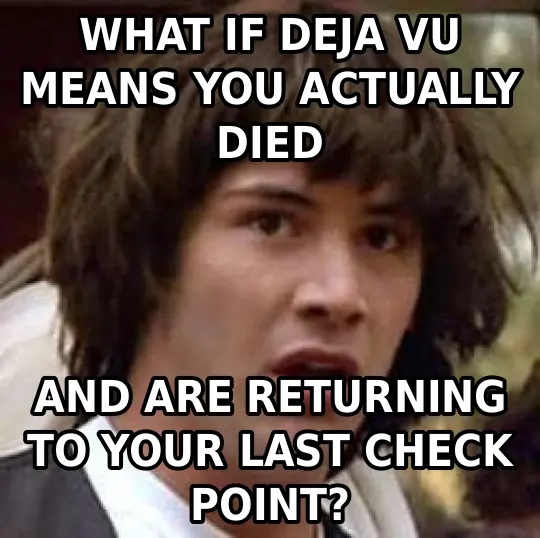 WHAT IF DEJA VU
MEANS YOU ACTUALLY
DIED
AND ARE RETURNING
TO YOUR LAST CHECK
POINT?